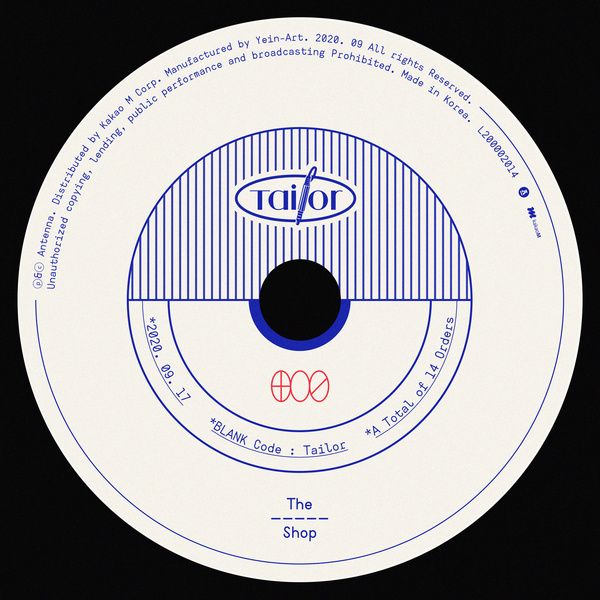 ℗&© Antenna. Distributed by Kakao M Corp. Manufactured by Yein-Art. 2020. 09 All rights Reserved.
Unauthorized copying, lending, public performance and broadcasting Prohibited. Made in Korea.
L200002014
Tailor
*2020. 09. 17
*BLANK Code : Tailor
*A Total of 14 Orders
The
Shop